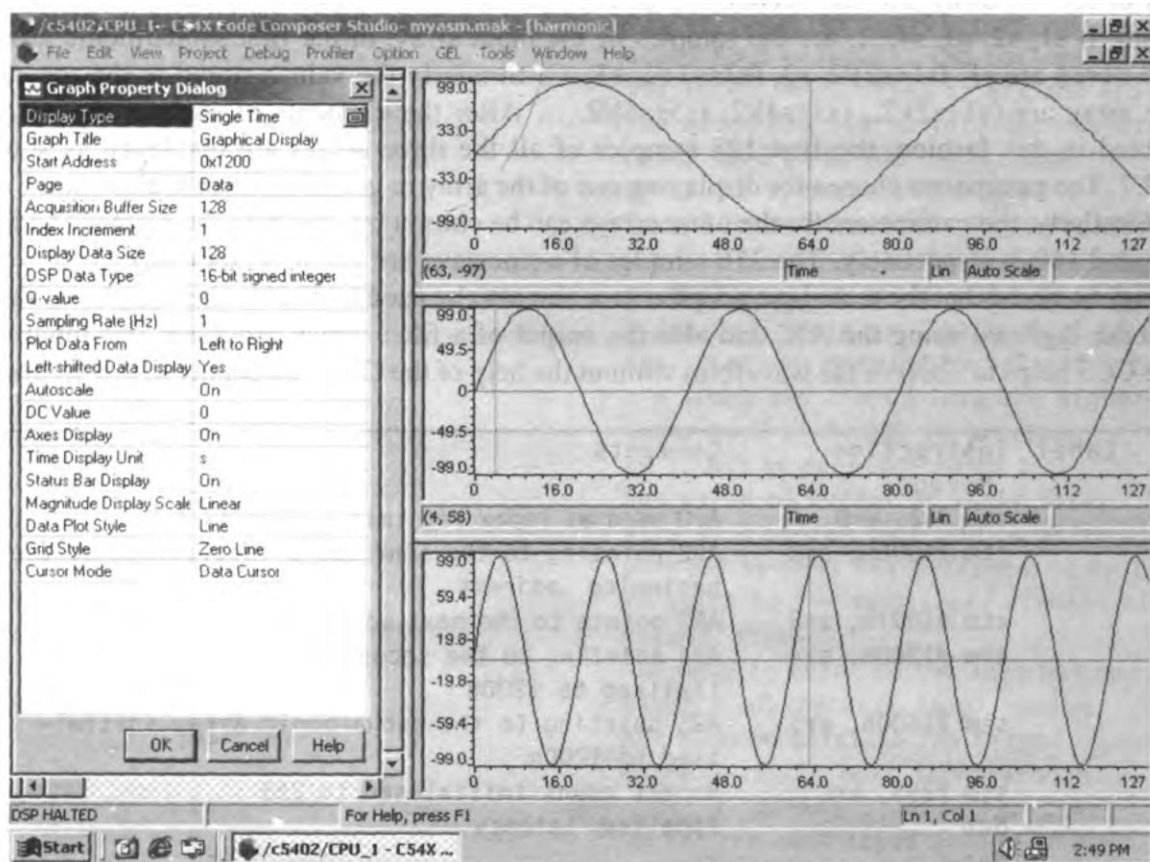 /c5402/CPU_1 - C54X Code Composer Studio - myasm.mak - [harmonic]
File Edit View Project Debug Profiler Option GEL Tools Window Help
Graph Property Dialog
Display Type Single Time
Graph Title Graphical Display
Start Address 0x1200
Page Data
Acquisition Buffer Size 128
Index Increment 1
Display Data Size 128
DSP Data Type 16-bit signed integer
Q-value 0
Sampling Rate (Hz) 1
Plot Data From Left to Right
Left-shifted Data Display Yes
Autoscale On
DC Value 0
Axes Display On
Time Display Unit s
Status Bar Display On
Magnitude Display Scale Linear
Data Plot Style Line
Grid Style Zero Line
Cursor Mode Data Cursor
OK Cancel Help
99.0
33.0
-33.0
-99.0
0 16.0 32.0 48.0 64.0 80.0 96.0 112 127
(63, -97) Time Lin Auto Scale
99.0
49.5
0
-49.5
-99.0
0 16.0 32.0 48.0 64.0 80.0 96.0 112 127
(4, 58) Time Lin Auto Scale
99.0
59.4
19.8
-19.8
-59.4
-99.0
0 16.0 32.0 48.0 64.0 80.0 96.0 112 127
DSP HALTED For Help, press F1 Ln 1, Col 1
Start /c5402/CPU_1 - C54X ... 2:49 PM